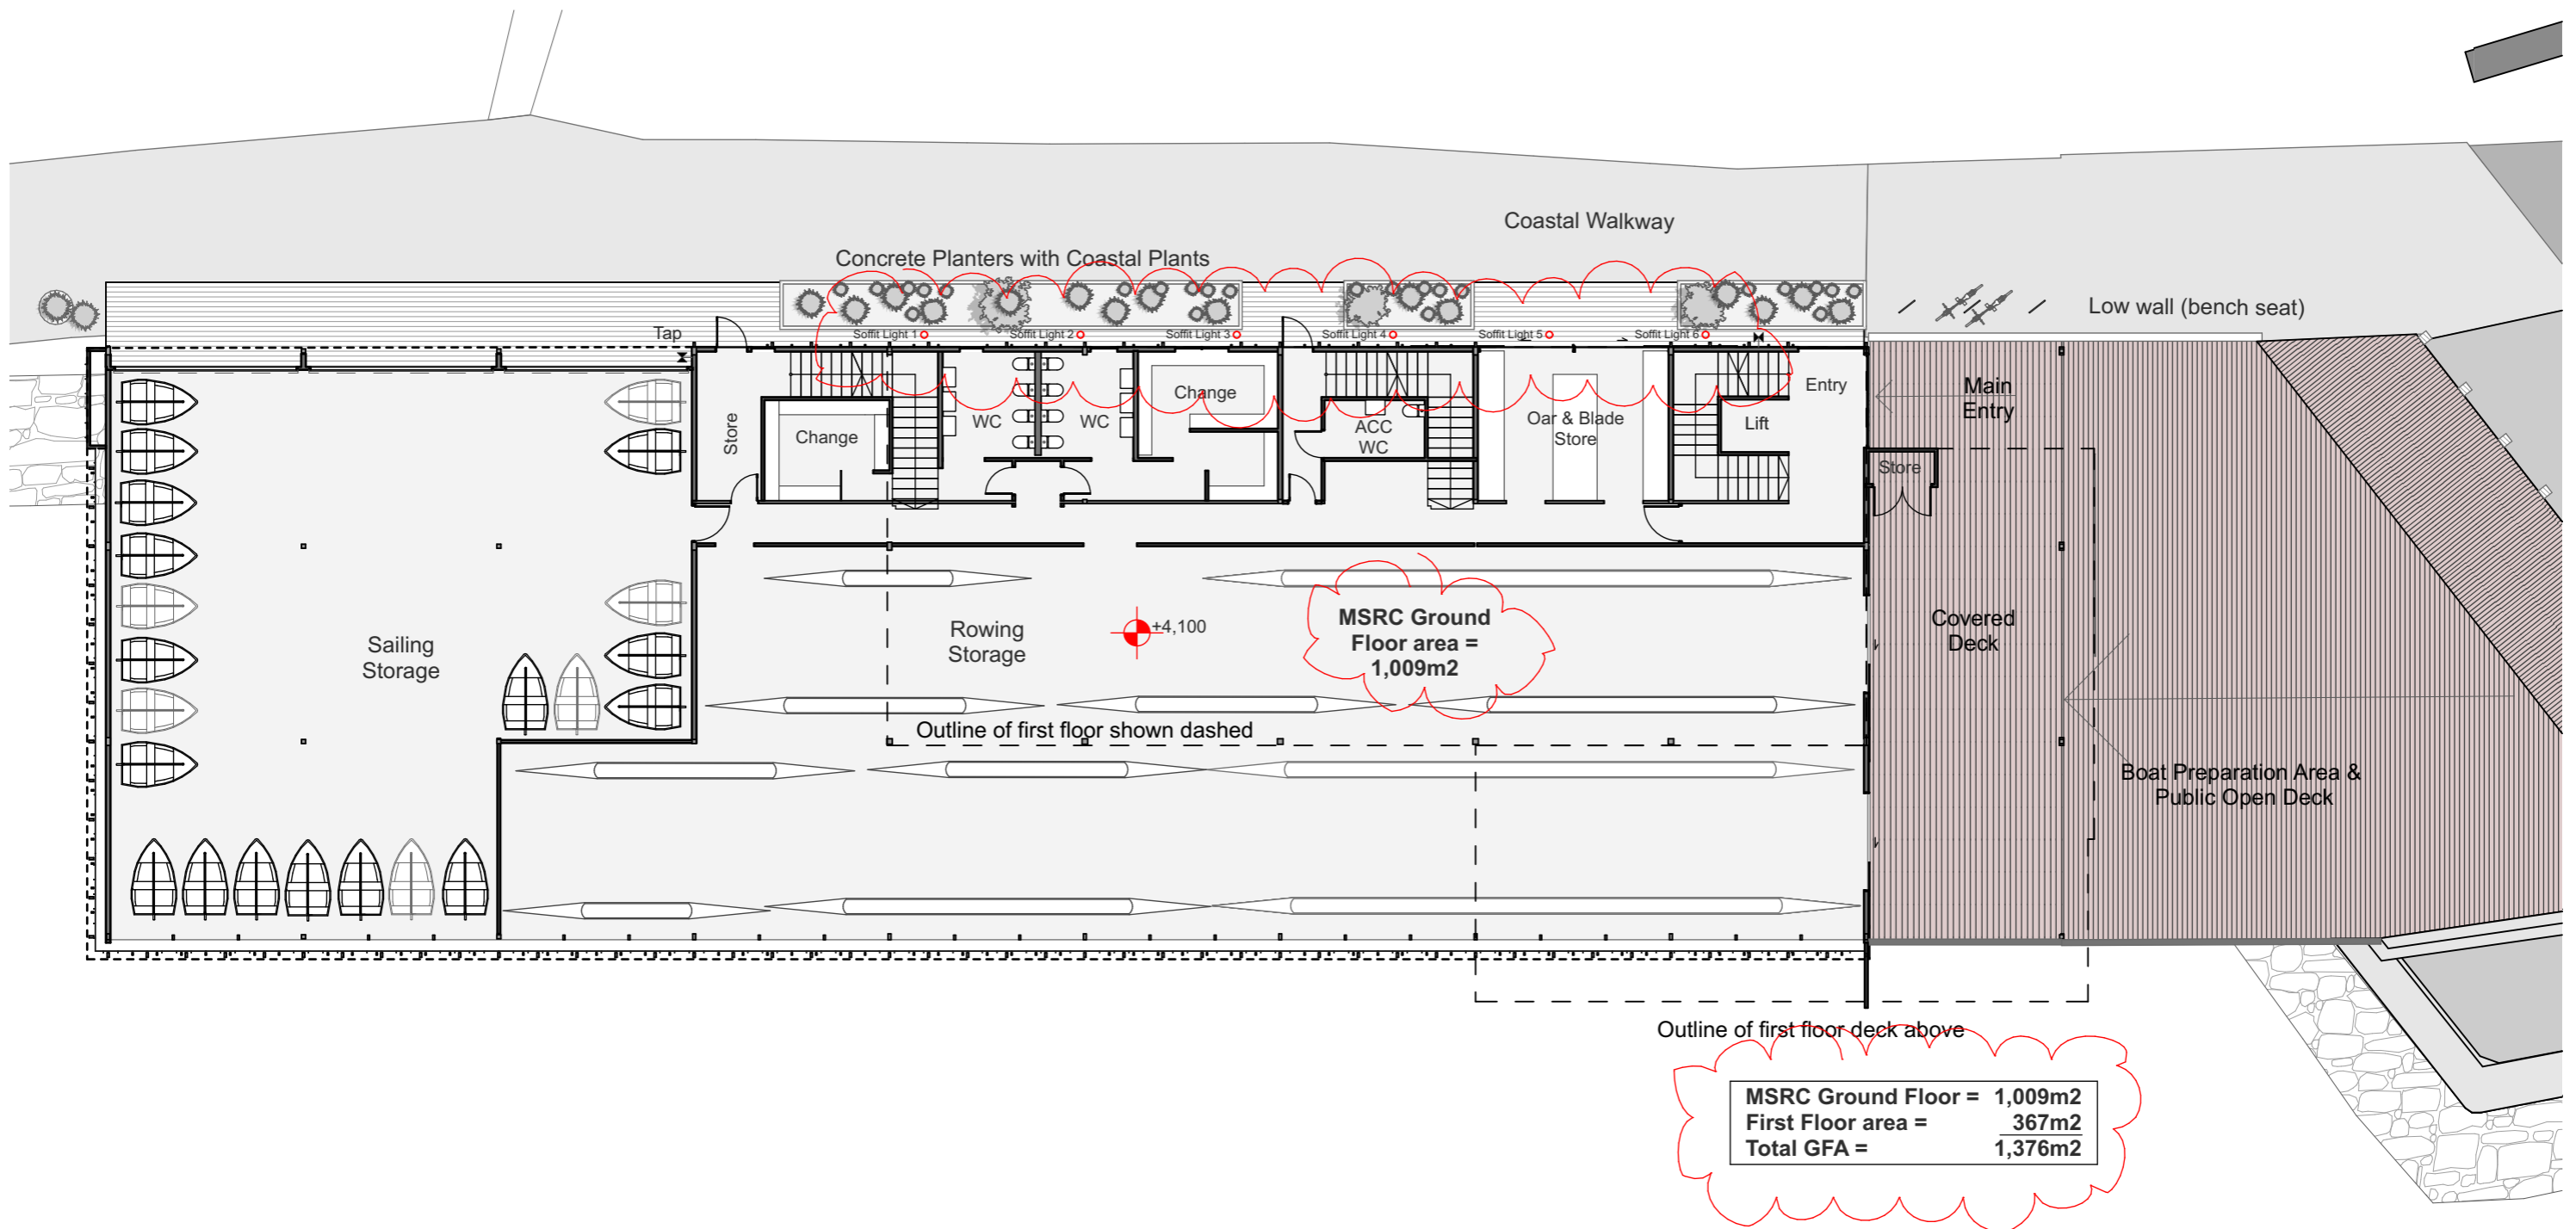 Coastal Walkway
Concrete Planters with Coastal Plants
Low wall (bench seat)
Tap
Soffit Light 1
Soffit Light 2
Soffit Light 3
Soffit Light 4
Soffit Light 5
Soffit Light 6
Store
Change
WC
WC
Change
ACC
WC
Oar & Blade
Store
Lift
Entry
Main
Entry
Store
Sailing
Storage
Rowing
Storage
+4,100
MSRC Ground
Floor area =
1,009m2
Covered
Deck
Outline of first floor shown dashed
Boat Preparation Area &
Public Open Deck
Outline of first floor deck above
MSRC Ground Floor = 1,009m2
First Floor area = 367m2
Total GFA = 1,376m2